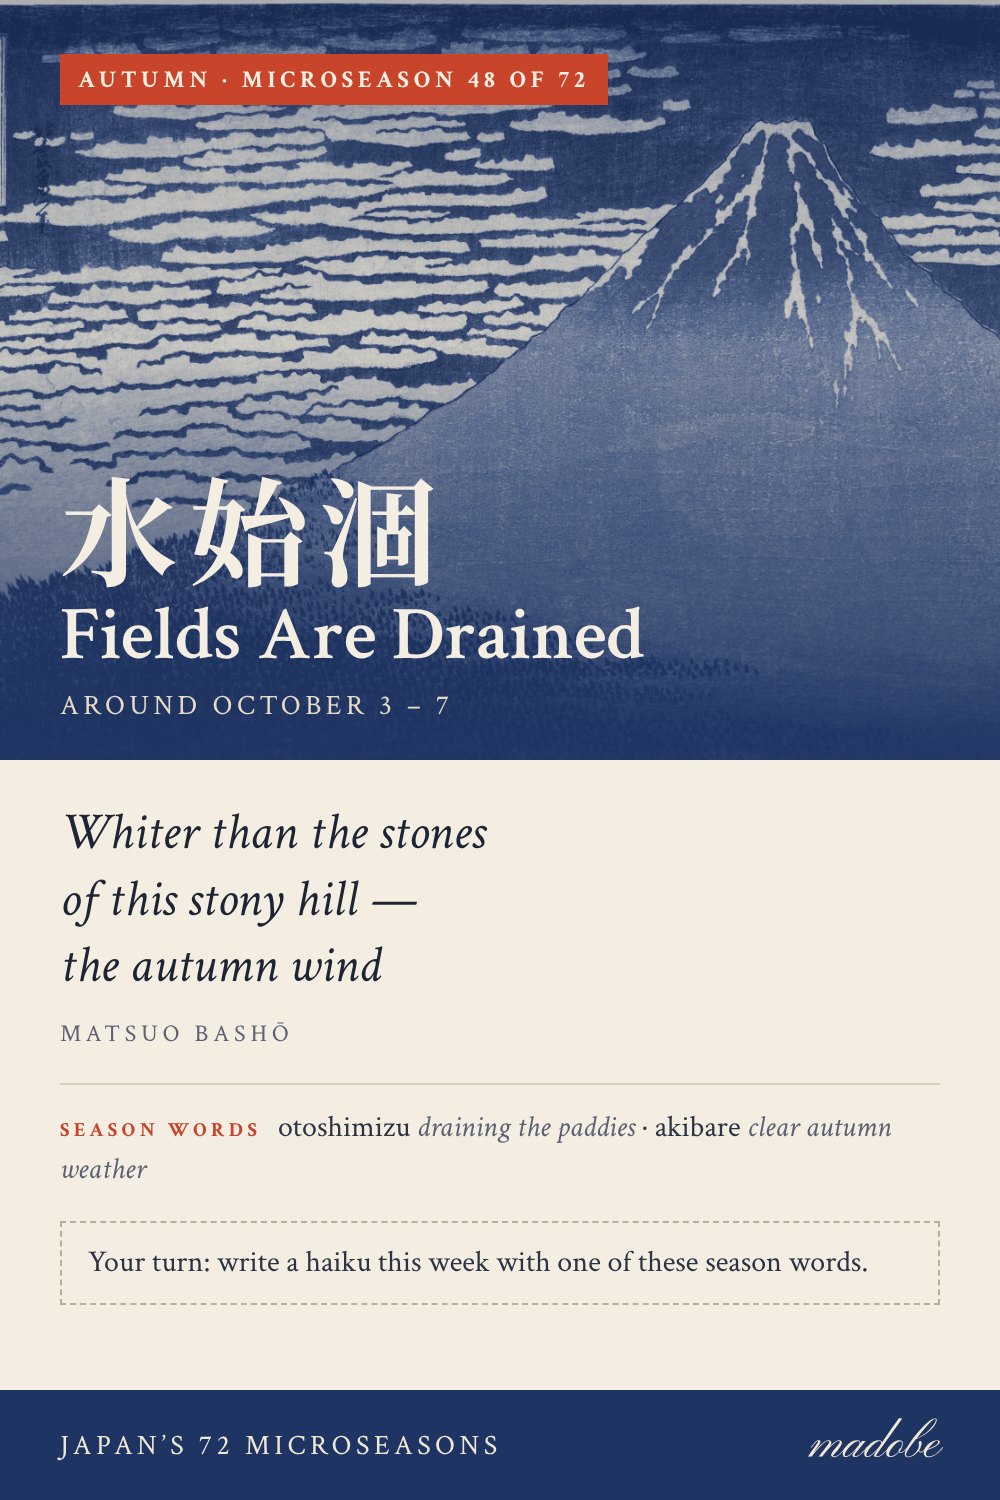 AUTUMN · MICROSEASON 48 OF 72
水始涸
Fields Are Drained
AROUND OCTOBER 3 – 7
Whiter than the stones
of this stony hill —
the autumn wind
MATSUO BASHŌ
SEASON WORDS otoshimizu draining the paddies · akibare clear autumn
weather
Your turn: write a haiku this week with one of these season words.
JAPAN’S 72 MICROSEASONS
madobe